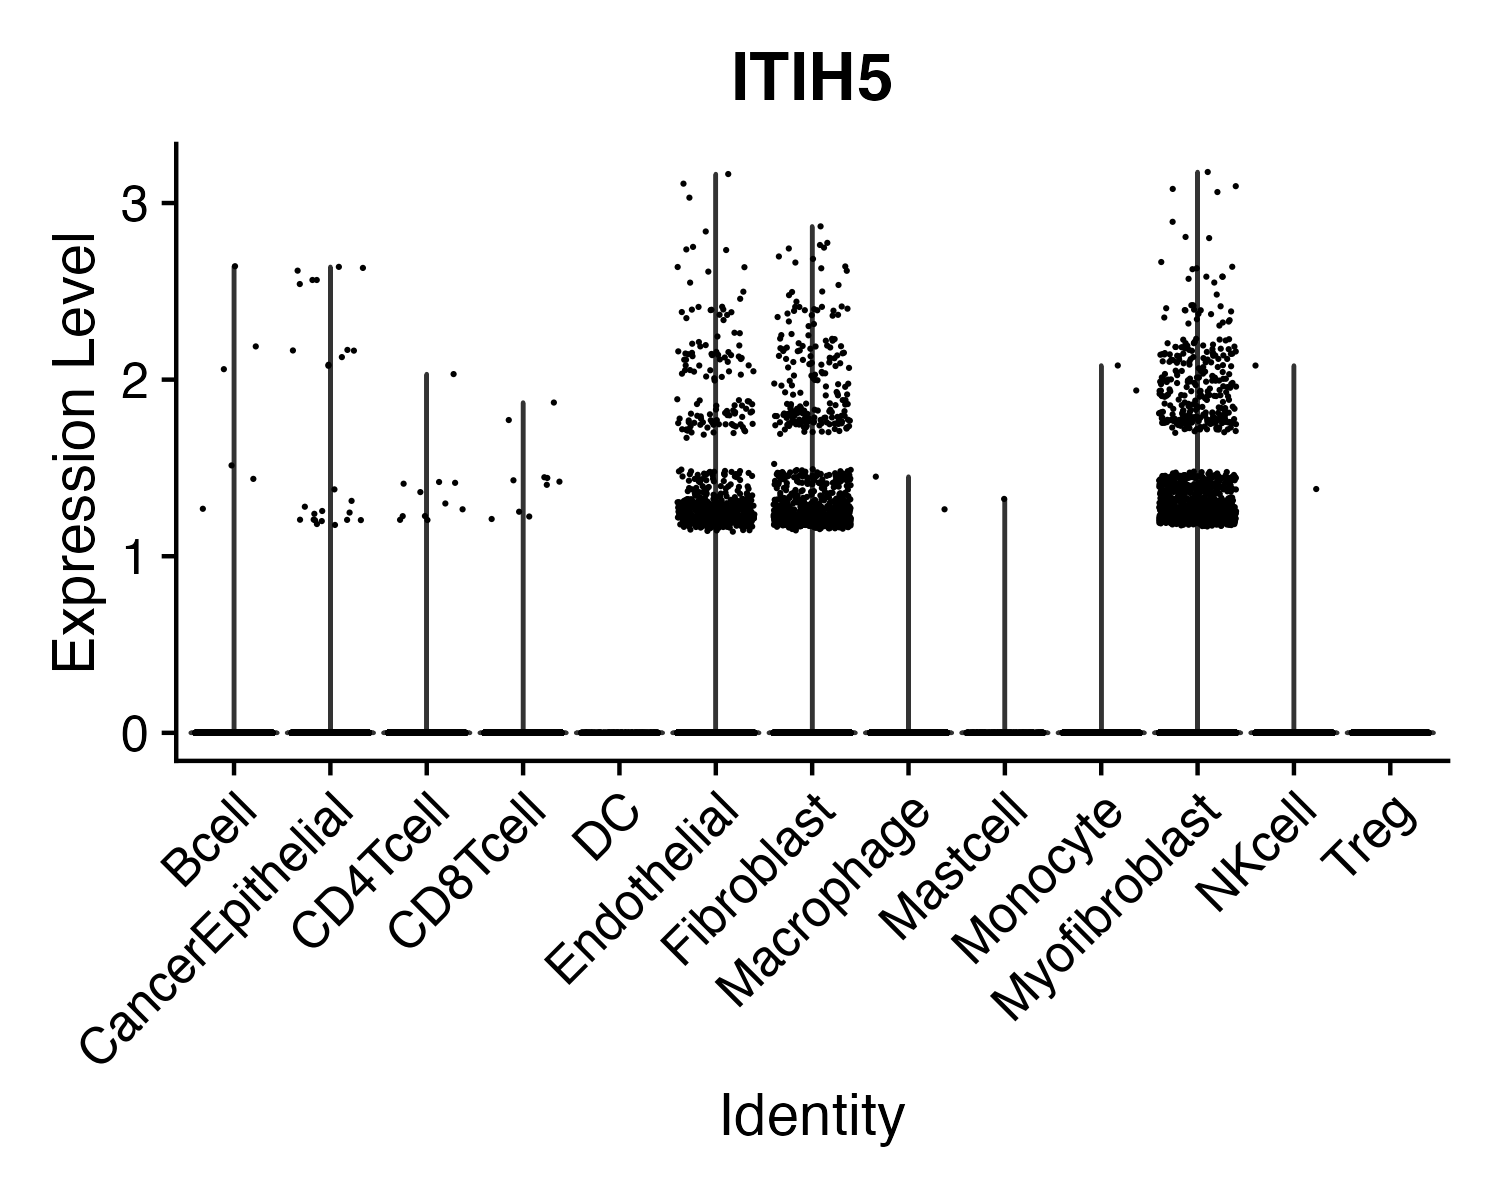 ITIH5
Expression Level
3
2
1
0
Bcell
CancerEpithelial
CD4Tcell
CD8Tcell
DC
Endothelial
Fibroblast
Macrophage
Mastcell
Monocyte
Myofibroblast
NKcell
Treg
Identity